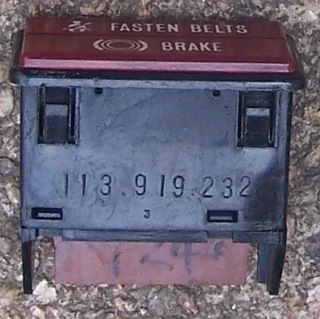 FASTEN BELTS
BRAKE
113.919.232
3